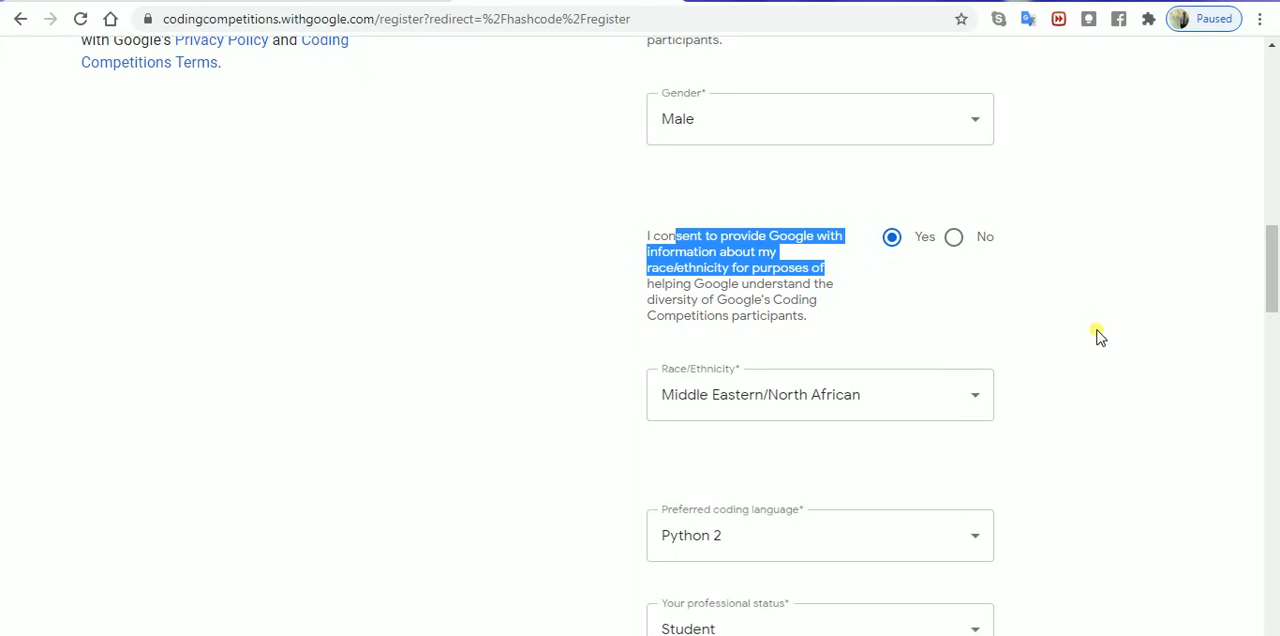 codingcompetitions.withgoogle.com/register?redirect=%2Fhashcode%2Fregister
Paused
with Google's Privacy Policy and Coding
Competitions Terms.
participants.
Gender*
Male
I consent to provide Google with
information about my
race/ethnicity for purposes of
helping Google understand the
diversity of Google's Coding
Competitions participants.
Yes
No
Race/Ethnicity*
Middle Eastern/North African
Preferred coding language*
Python 2
Your professional status*
Student